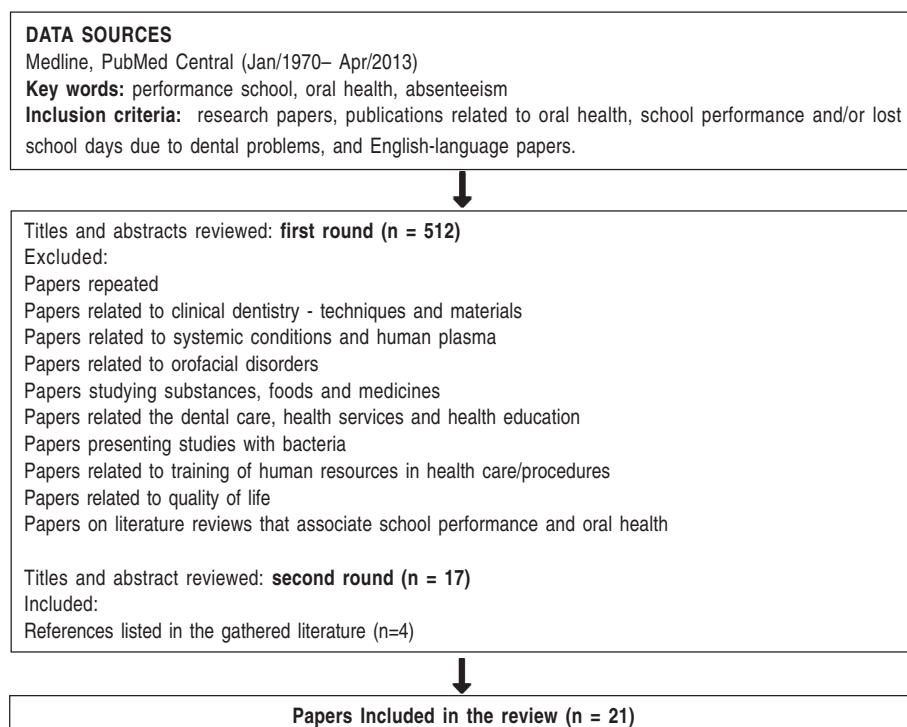 DATA SOURCES
Medline, PubMed Central (Jan/1970– Apr/2013)
Key words: performance school, oral health, absenteeism
Inclusion criteria: research papers, publications related to oral health, school performance and/or lost
school days due to dental problems, and English-language papers.
Titles and abstracts reviewed: first round (n = 512)
Excluded:
Papers repeated
Papers related to clinical dentistry - techniques and materials
Papers related to systemic conditions and human plasma
Papers related to orofacial disorders
Papers studying substances, foods and medicines
Papers related the dental care, health services and health education
Papers presenting studies with bacteria
Papers related to training of human resources in health care/procedures
Papers related to quality of life
Papers on literature reviews that associate school performance and oral health
Titles and abstract reviewed: second round (n = 17)
Included:
References listed in the gathered literature (n=4)
Papers Included in the review (n = 21)